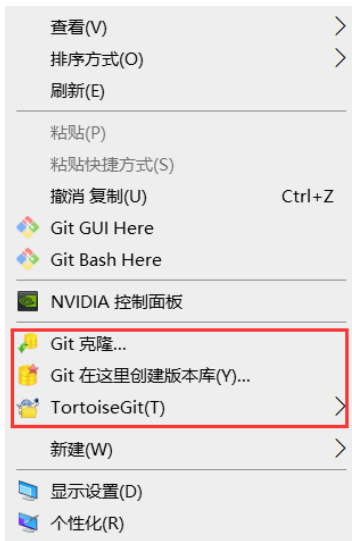 查看(V)
排序方式(O)
刷新(E)
粘贴(P)
粘贴快捷方式(S)
撤消 复制(U) Ctrl+Z
Git GUI Here
Git Bash Here
NVIDIA 控制面板
Git 克隆...
Git 在这里创建版本库(Y)...
TortoiseGit(T)
新建(W)
显示设置(D)
个性化(R)